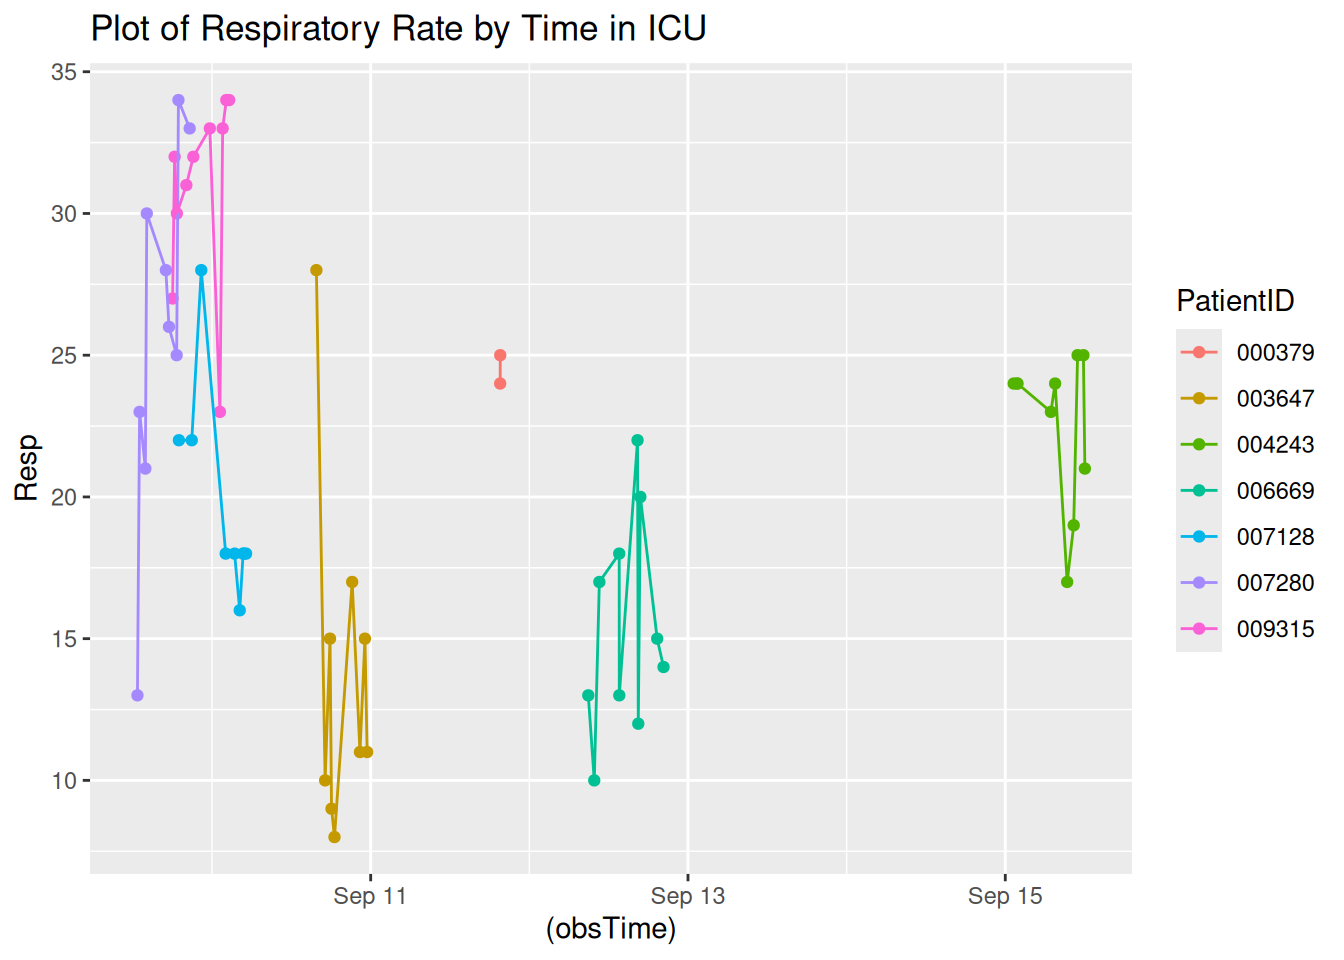 Plot of Respiratory Rate by Time in ICU
35
30
25
20
15
10
Resp
Sep 11
Sep 13
Sep 15
(obsTime)
PatientID
000379
003647
004243
006669
007128
007280
009315